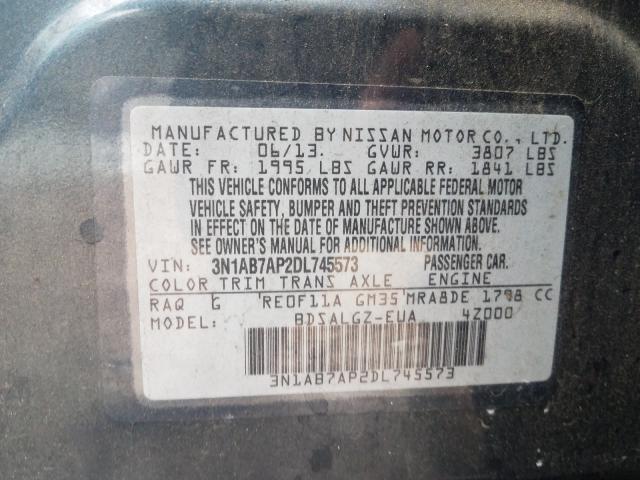 MANUFACTURED BY NISSAN MOTOR CO., LTD.
DATE: 06/13. GVWR: 3807 LBS
GAWR FR: 1995 LBS GAWR RR: 1841 LBS
THIS VEHICLE CONFORMS TO ALL APPLICABLE FEDERAL MOTOR
VEHICLE SAFETY, BUMPER AND THEFT PREVENTION STANDARDS
IN EFFECT ON THE DATE OF MANUFACTURE SHOWN ABOVE.
SEE OWNER'S MANUAL FOR ADDITIONAL INFORMATION.
VIN: 3N1AB7AP2DL745573 PASSENGER CAR.
COLOR TRIM TRANS AXLE ENGINE
RAQ G RE0F11A GM35 MRA8DE 1798 CC
MODEL: BDSALGZ-EUA 4Z000
3N1AB7AP2DL745573